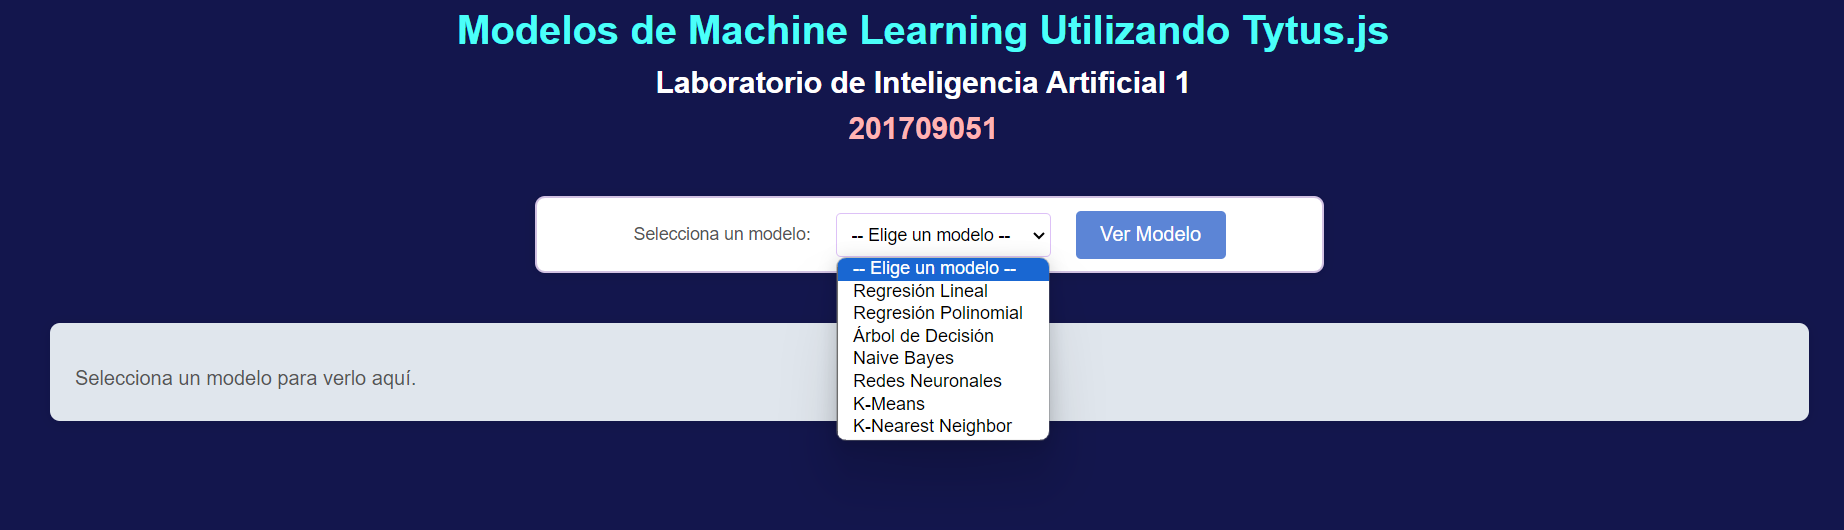 Modelos de Machine Learning Utilizando Tytus.js
Laboratorio de Inteligencia Artificial 1
201709051
Selecciona un modelo: -- Elige un modelo -- Ver Modelo
-- Elige un modelo --
Regresión Lineal
Regresión Polinomial
Árbol de Decisión
Naive Bayes
Redes Neuronales
K-Means
K-Nearest Neighbor
Selecciona un modelo para verlo aquí.